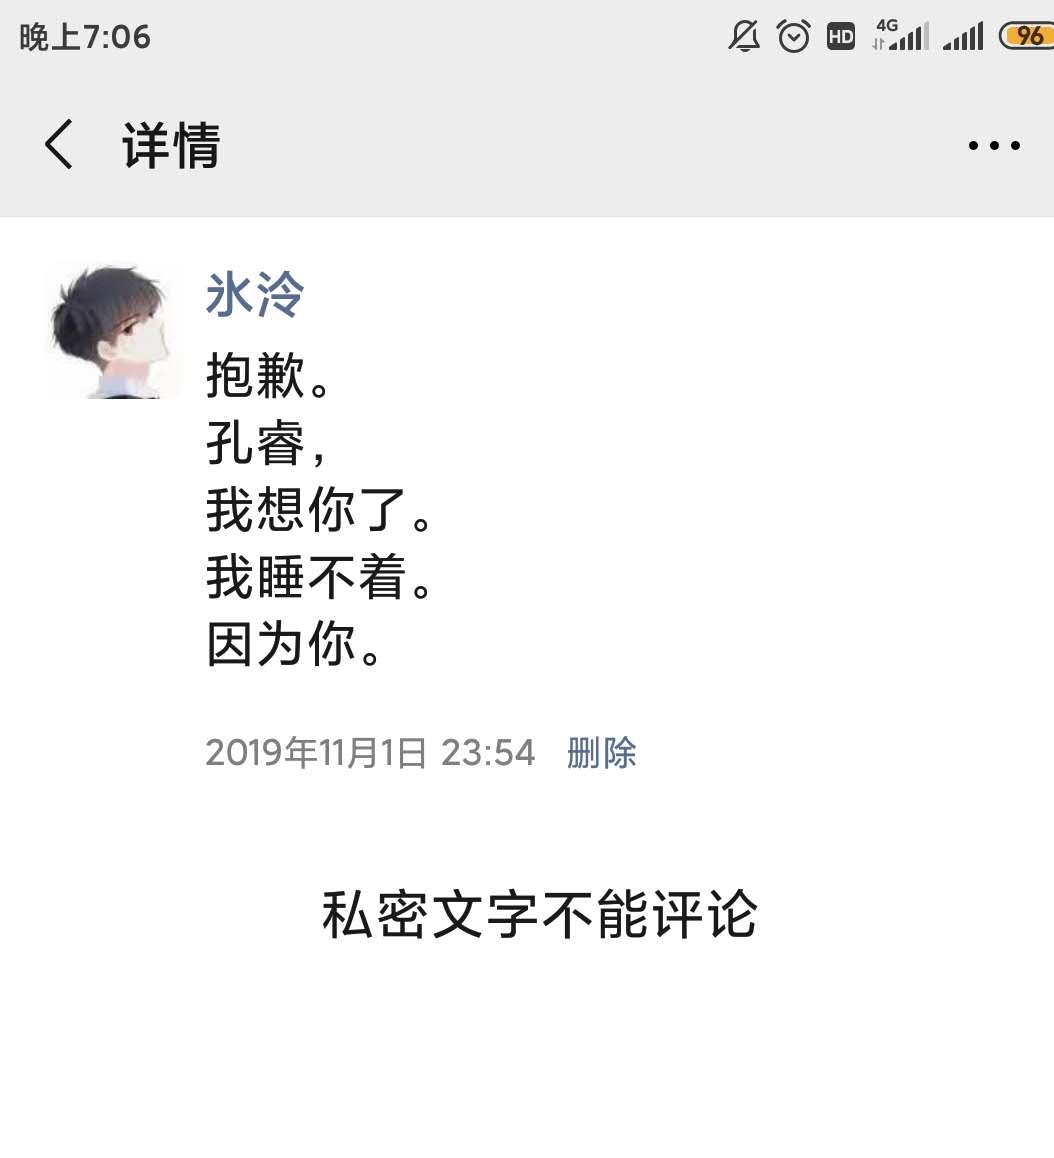 晚上7:06
HD 4G 96
详情
氷泠
抱歉。
孔睿，
我想你了。
我睡不着。
因为你。
2019年11月1日 23:54 删除
私密文字不能评论